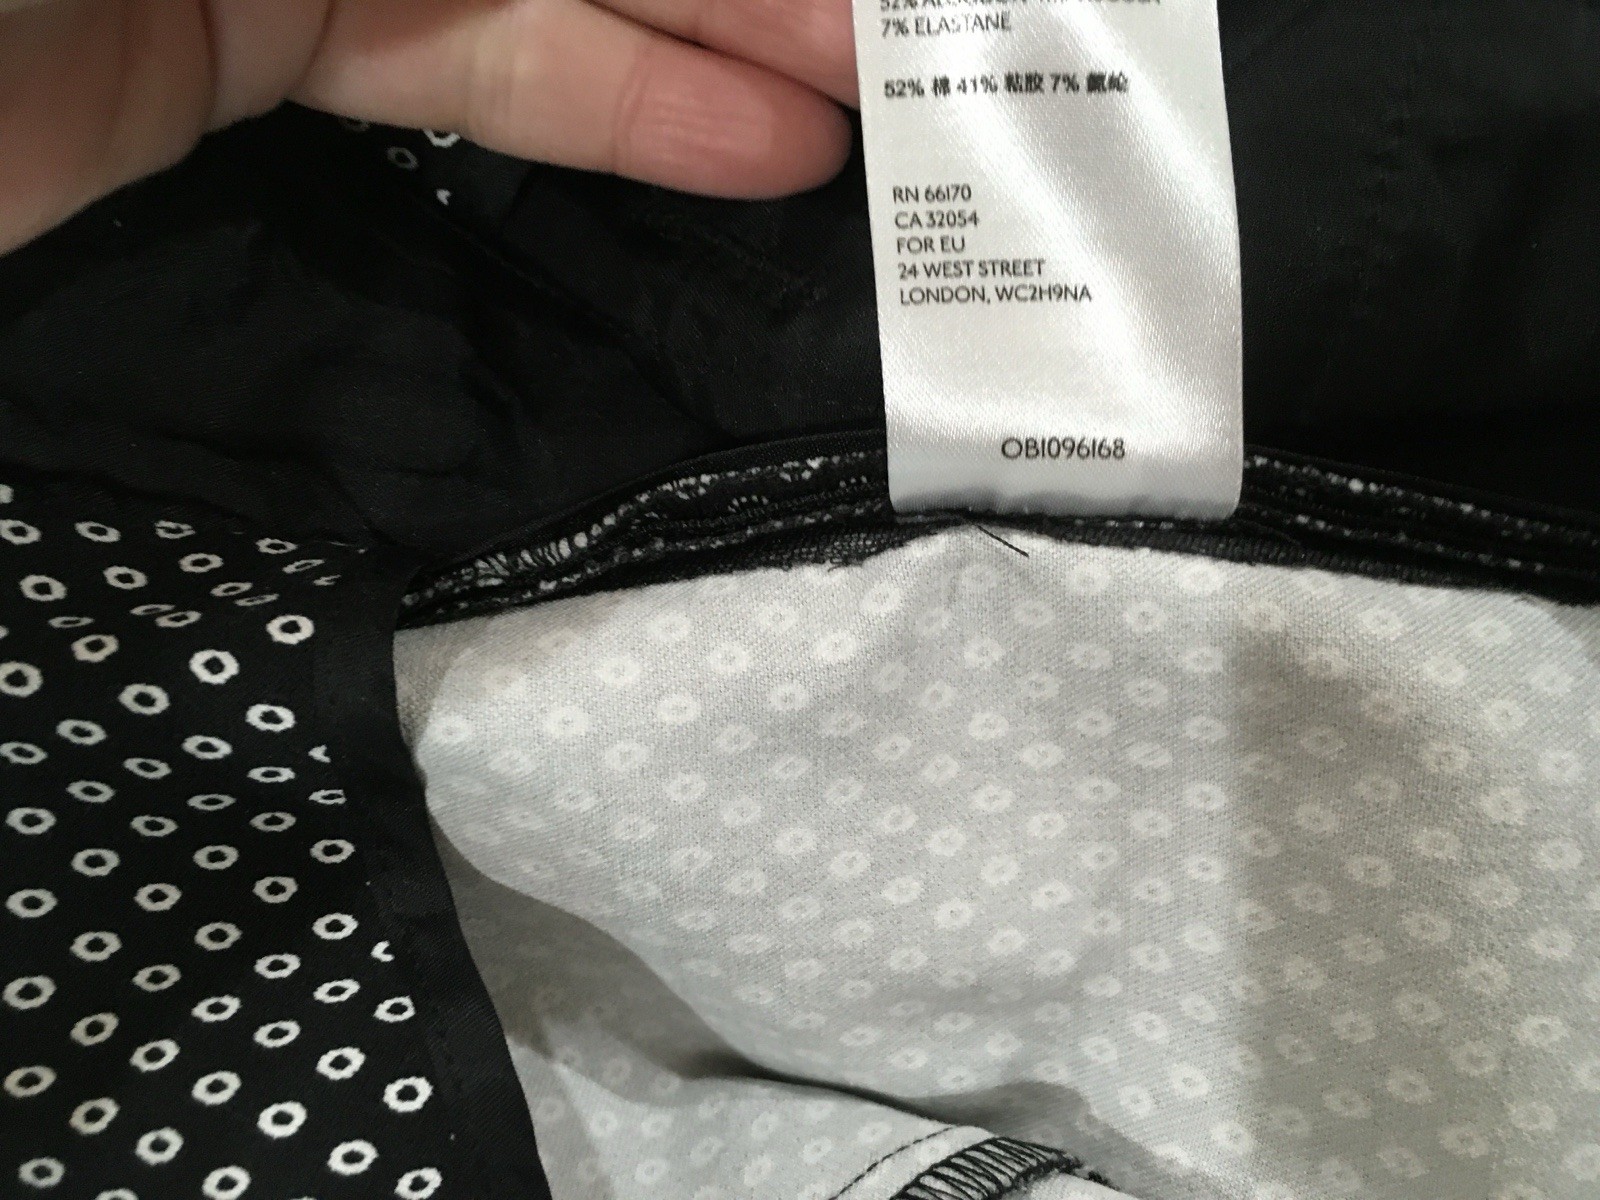 7% ELASTANE
52% 棉 41% 粘胶 7% 氨纶
RN 66170
CA 32054
FOR EU
24 WEST STREET
LONDON, WC2H9NA
OB1096168